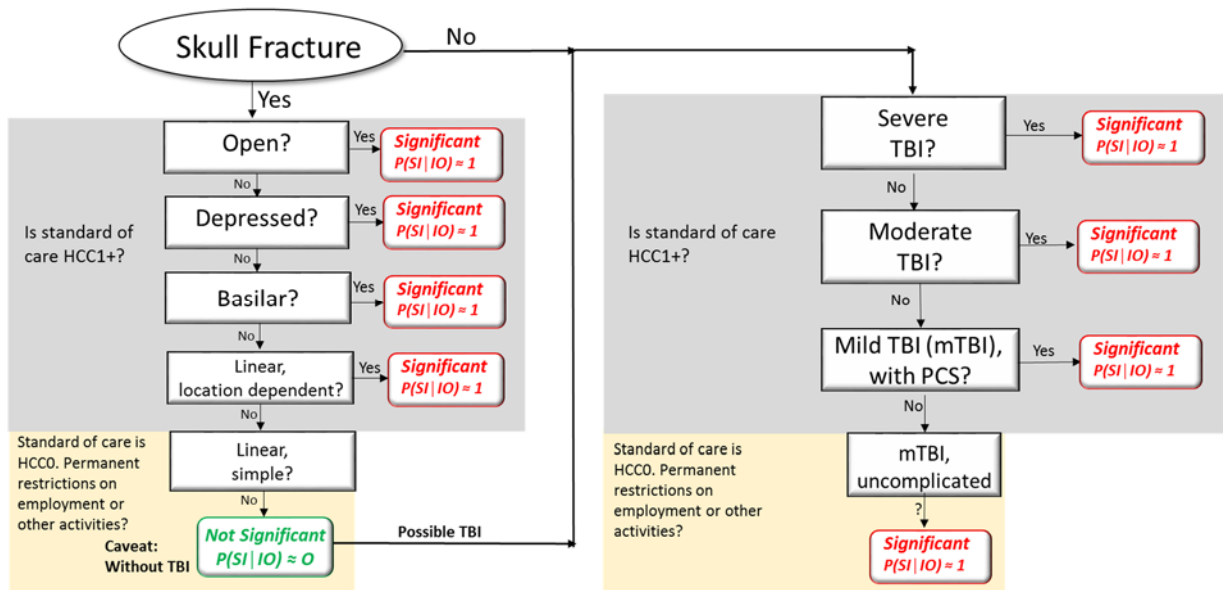 Skull Fracture
No
Yes
Is standard of
care HCC1+?
Open?
Yes
Significant
P(SI|IO) ≈ 1
No
Depressed?
Yes
Significant
P(SI|IO) ≈ 1
No
Basilar?
Yes
Significant
P(SI|IO) ≈ 1
No
Linear,
location dependent?
Yes
Significant
P(SI|IO) ≈ 1
No
Standard of care is
HCC0. Permanent
restrictions on
employment or
other activities?
Linear,
simple?
No
Caveat:
Without TBI
Not Significant
P(SI|IO) ≈ O
Possible TBI
Is standard of care
HCC1+?
Severe
TBI?
Yes
Significant
P(SI|IO) ≈ 1
No
Moderate
TBI?
Yes
Significant
P(SI|IO) ≈ 1
No
Mild TBI (mTBI),
with PCS?
Yes
Significant
P(SI|IO) ≈ 1
No
Standard of care is
HCC0. Permanent
restrictions on
employment or other
activities?
mTBI,
uncomplicated
?
Significant
P(SI|IO) ≈ 1